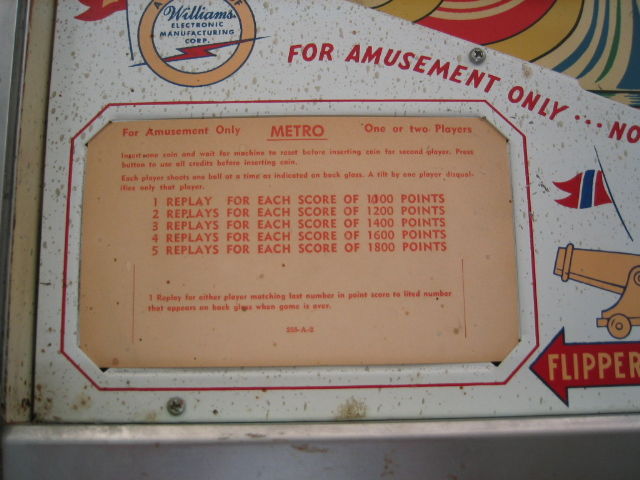 Williams
ELECTRONIC
MANUFACTURING
CORP.
FOR AMUSEMENT ONLY... NO
For Amusement Only METRO One or two Players
Insert one coin and wait for machine to reset before inserting coin for second player. Press
button to use all credits before inserting coin.
Each player shoots one ball at a time as indicated on back glass. A tilt by one player disqual-
ifies only that player.
1 REPLAY FOR EACH SCORE OF 1100 POINTS
2 REPLAYS FOR EACH SCORE OF 1200 POINTS
3 REPLAYS FOR EACH SCORE OF 1400 POINTS
4 REPLAYS FOR EACH SCORE OF 1600 POINTS
5 REPLAYS FOR EACH SCORE OF 1800 POINTS
1 Replay for either player matching last number in point score to lited number
that appears on back glass when game is over.
FLIPPER